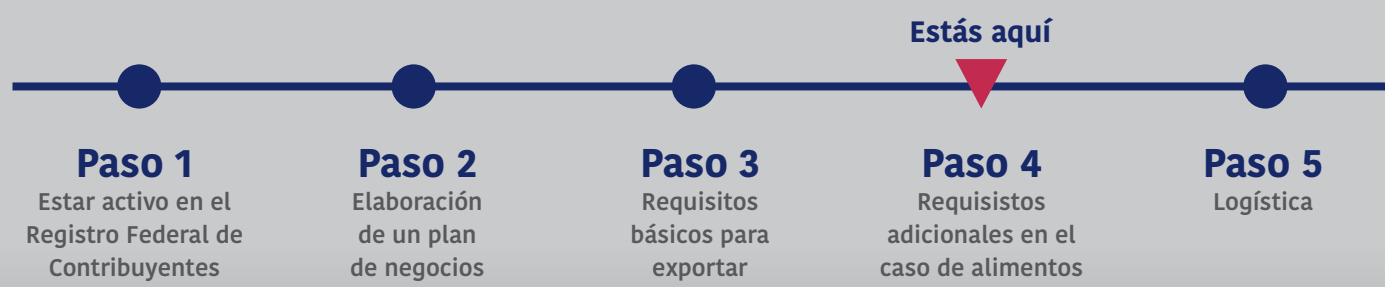 Estás aquí
Paso 1
Estar activo en el
Registro Federal de
Contribuyentes
Paso 2
Elaboración
de un plan
de negocios
Paso 3
Requisitos
básicos para
exportar
Paso 4
Requisistos
adicionales en el
caso de alimentos
Paso 5
Logística